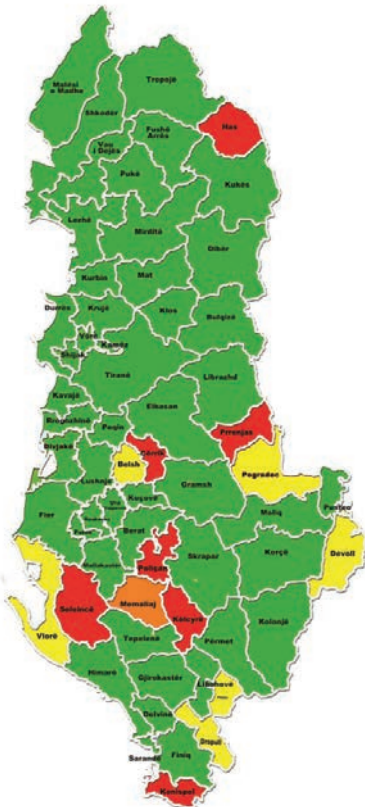 Malësi
e Madhe
Tropojë
Shkodër
Has
Fushë
Arrës
Vau
i Dejës
Pukë
Kukës
Lezhë
Mirditë
Dibër
Kurbin
Mat
Durrës
Krujë
Klos
Bulqizë
Vorë
Kamëz
Shijak
Tiranë
Librazhd
Kavajë
Elbasan
Rrogozhinë
Peqin
Prrenjas
Divjakë
Belsh
Cërrik
Pogradec
Lushnje
Gramsh
Kuçovë
Fier
Maliq
Pustec
Berat
Korçë
Devoll
Skrapar
Mallakastër
Poliçan
Selenicë
Memaliaj
Këlcyrë
Kolonjë
Vlorë
Tepelenë
Përmet
Himarë
Libohovë
Gjirokastër
Delvinë
Dropull
Sarandë
Finiq
Konispol